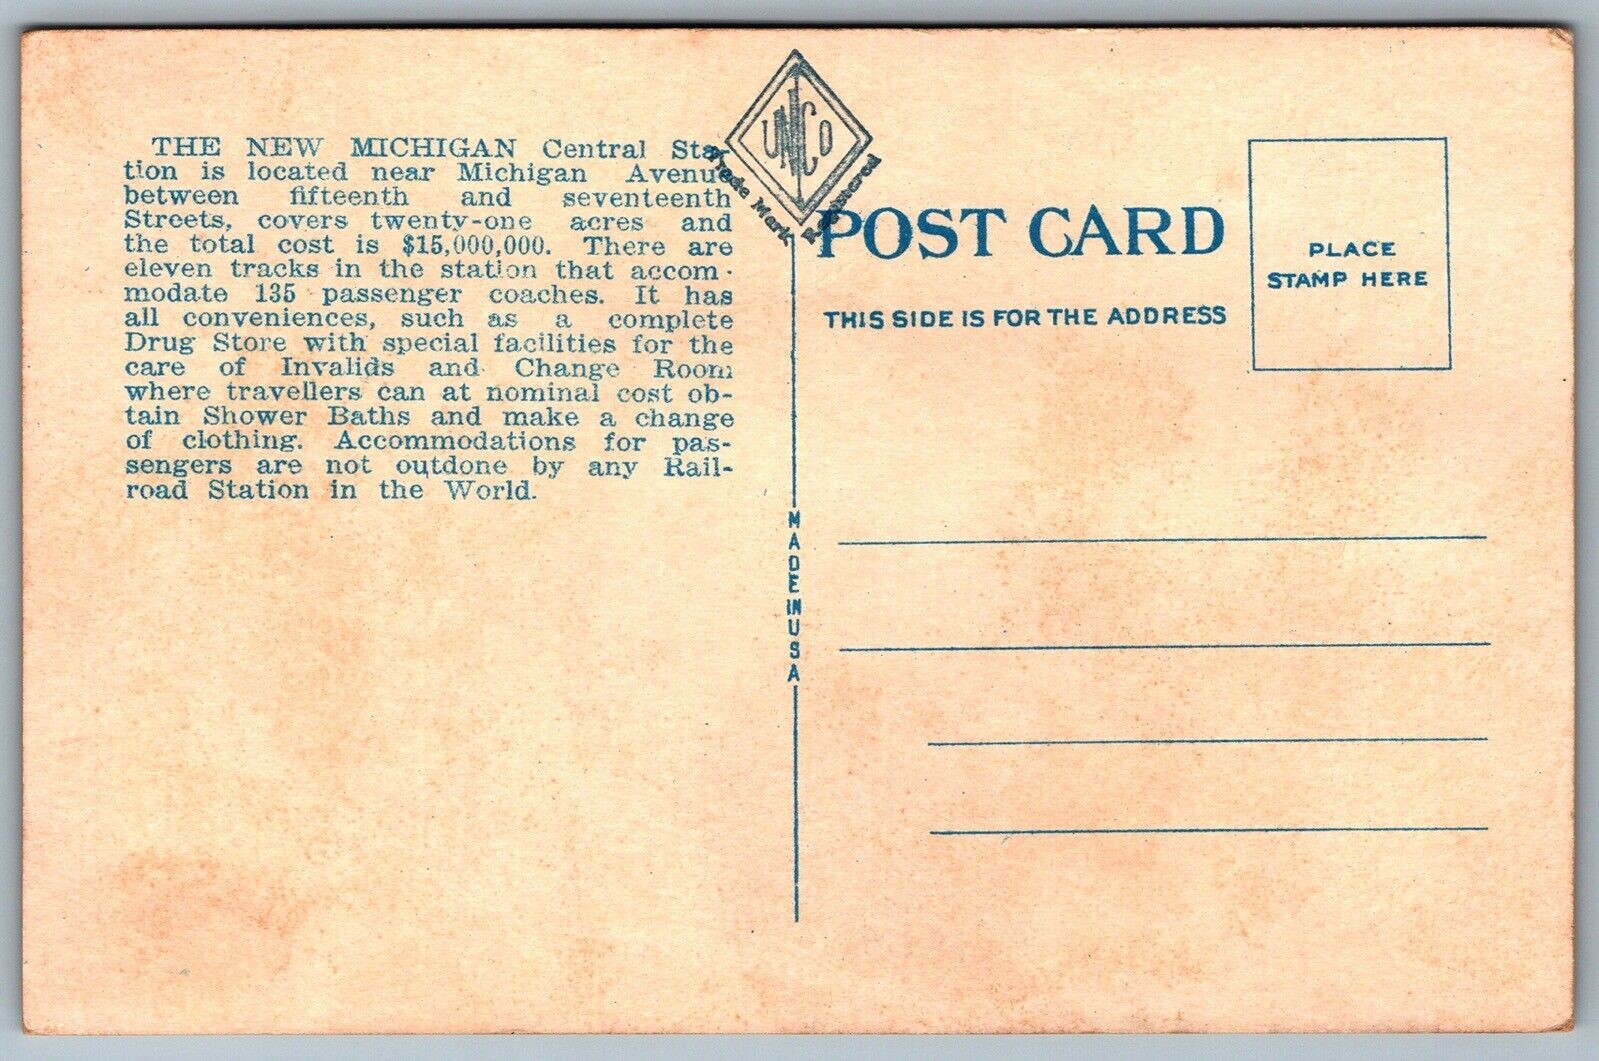 THE NEW MICHIGAN Central Sta-
tion is located near Michigan Avenue
between fifteenth and seventeenth
Streets, covers twenty-one acres and
the total cost is $15,000,000. There are
eleven tracks in the station that accom-
modate 135 passenger coaches. It has
all conveniences, such as a complete
Drug Store with special facilities for the
care of Invalids and Change Room
where travellers can at nominal cost ob-
tain Shower Baths and make a change
of clothing. Accommodations for pas-
sengers are not outdone by any Rail-
road Station in the World.
UNICO
Trade Mark Registered
POST CARD
THIS SIDE IS FOR THE ADDRESS
PLACE
STAMP HERE
MADE IN USA